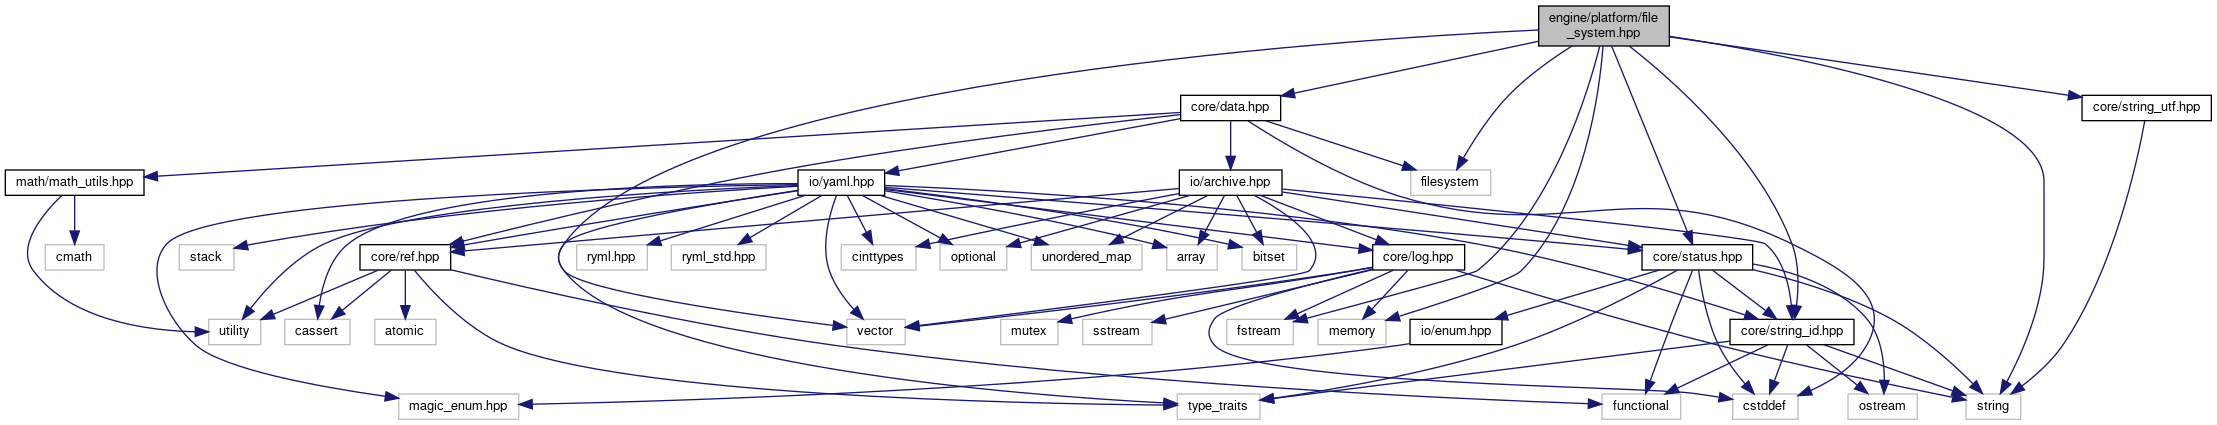 engine/platform/file
_system.hpp
core/data.hpp
core/string_utf.hpp
math/math_utils.hpp
io/yaml.hpp
io/archive.hpp
filesystem
cmath
stack
core/ref.hpp
ryml.hpp
ryml_std.hpp
cinttypes
optional
unordered_map
array
bitset
core/log.hpp
core/status.hpp
utility
cassert
atomic
vector
mutex
sstream
fstream
memory
io/enum.hpp
core/string_id.hpp
magic_enum.hpp
type_traits
functional
cstddef
ostream
string